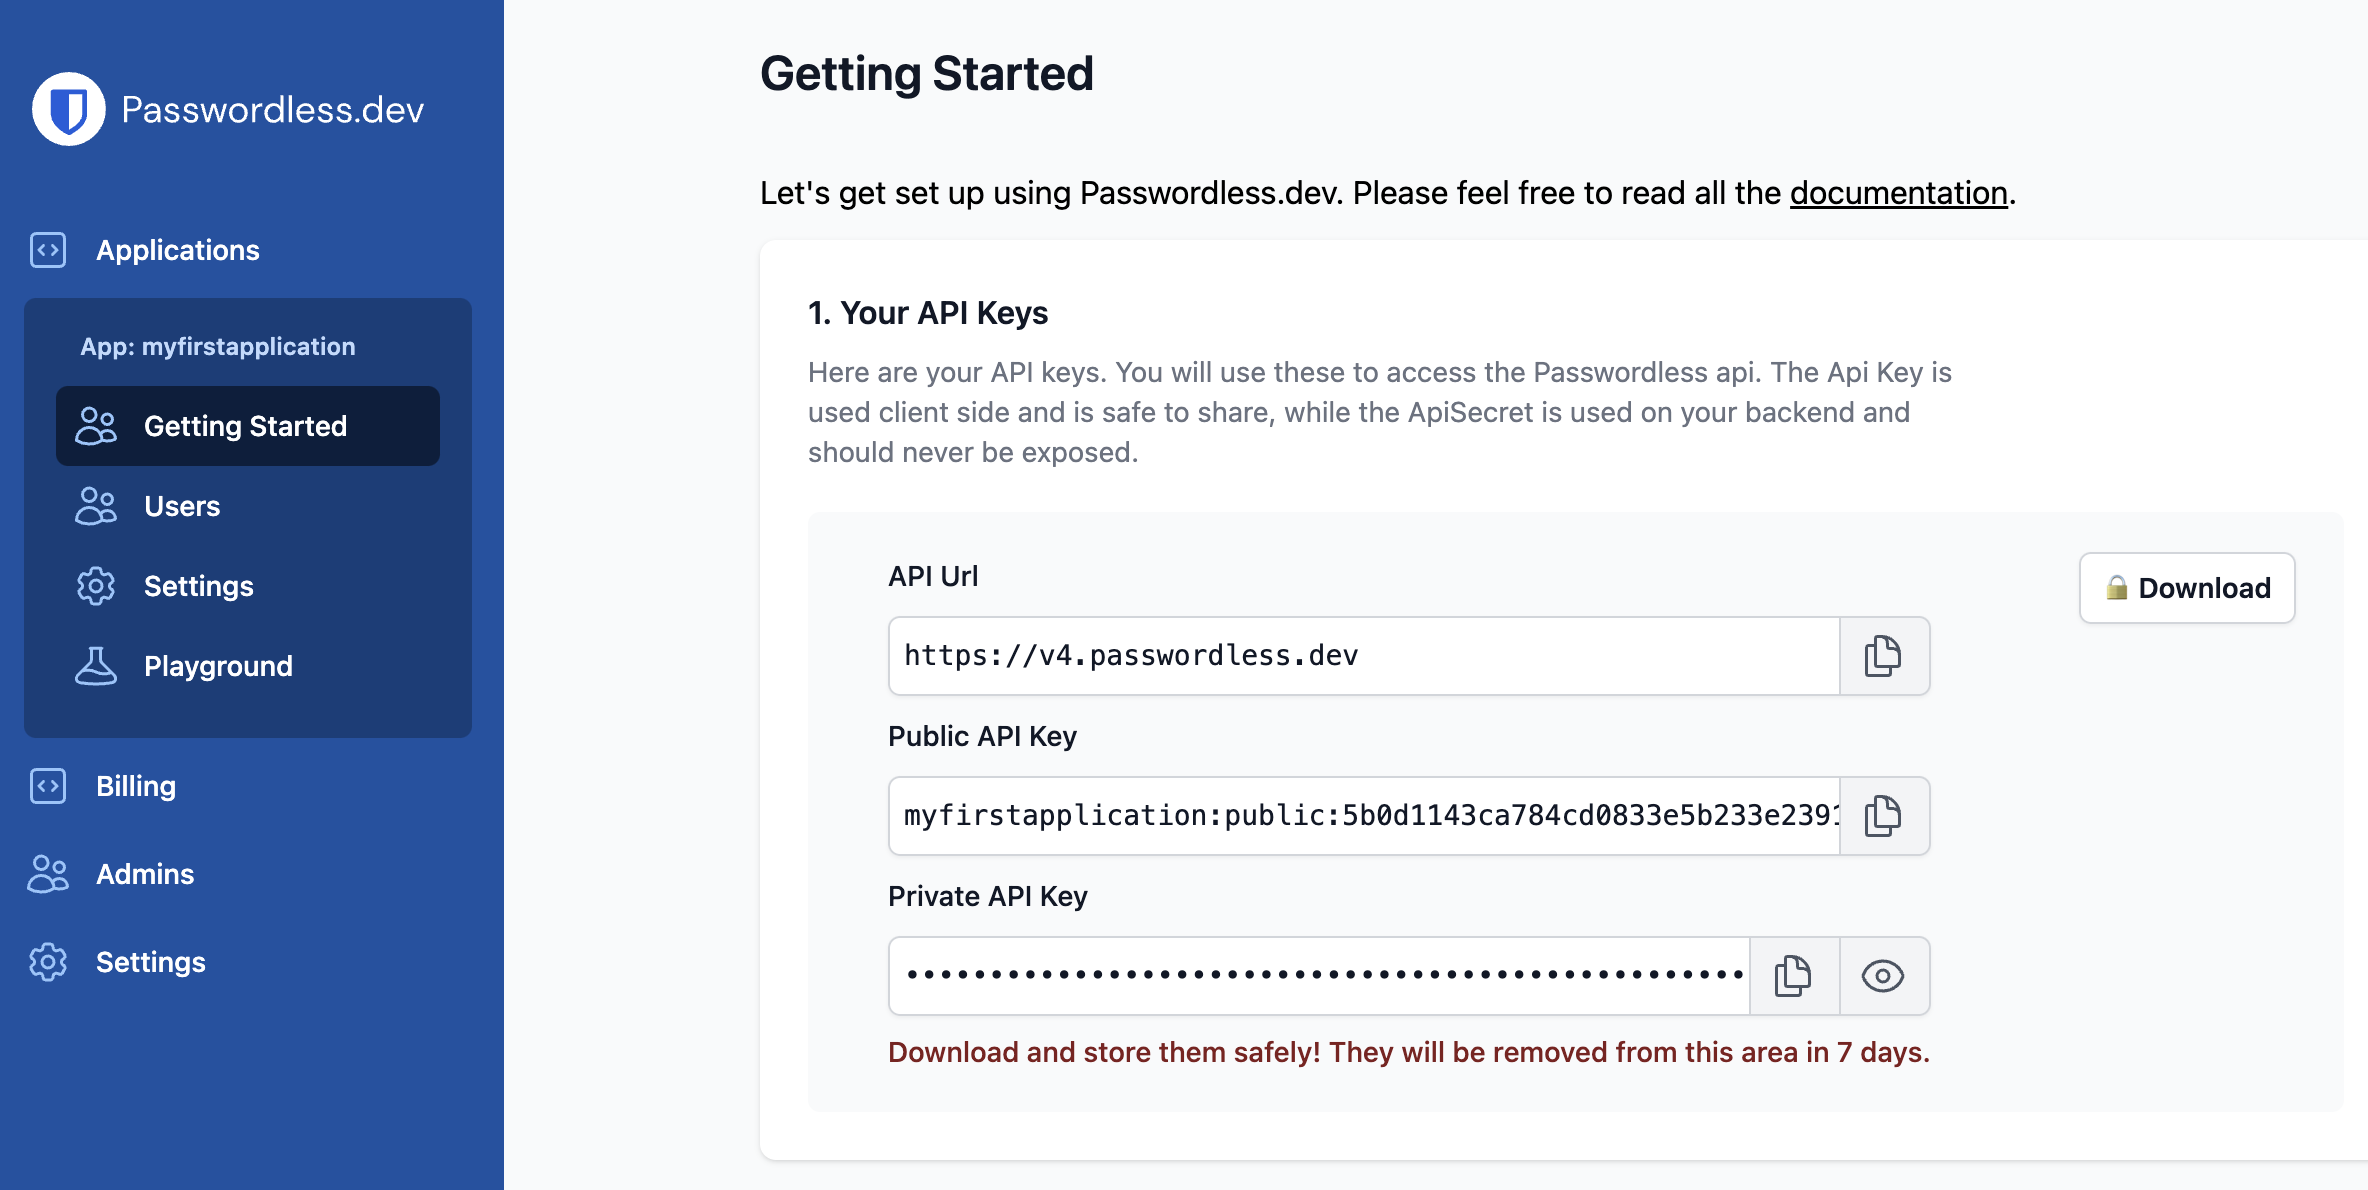 Passwordless.dev
Applications
App: myfirstapplication
Getting Started
Users
Settings
Playground
Billing
Admins
Settings
Getting Started
Let's get set up using Passwordless.dev. Please feel free to read all the documentation.
1. Your API Keys
Here are your API keys. You will use these to access the Passwordless api. The Api Key is
used client side and is safe to share, while the ApiSecret is used on your backend and
should never be exposed.
API Url
Download
https://v4.passwordless.dev
Public API Key
myfirstapplication:public:5b0d1143ca784cd0833e5b233e2391
Private API Key
Download and store them safely! They will be removed from this area in 7 days.